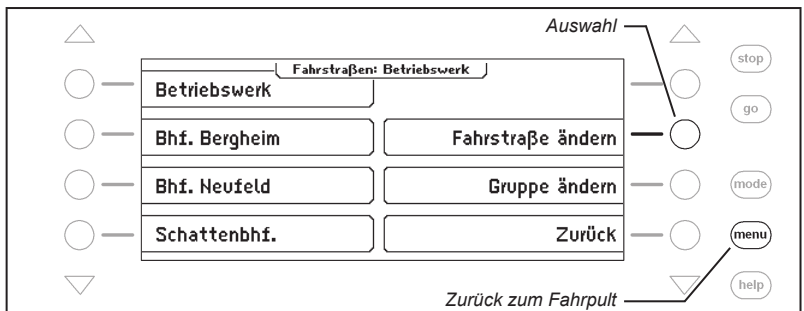 Auswahl
stop
Fahrstraßen: Betriebswerk
Betriebswerk
go
Bhf. Bergheim
Fahrstraße ändern
Bhf. Neufeld
Gruppe ändern
mode
Schattenbhf.
Zurück
menu
help
Zurück zum Fahrpult